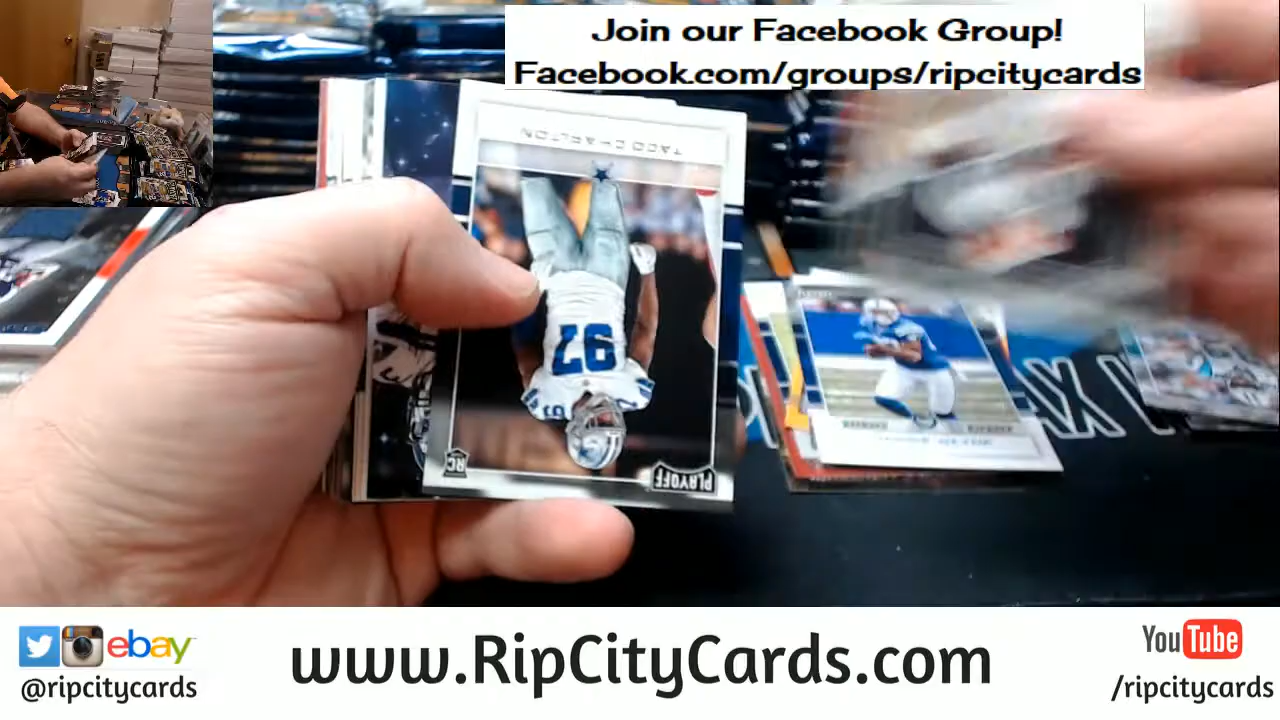 Join our Facebook Group!
Facebook.com/groups/ripcitycards
TACO CHARLTON
97
RC
PLAYOFF
ebay
@ripcitycards
www.RipCityCards.com
YouTube
/ripcitycards